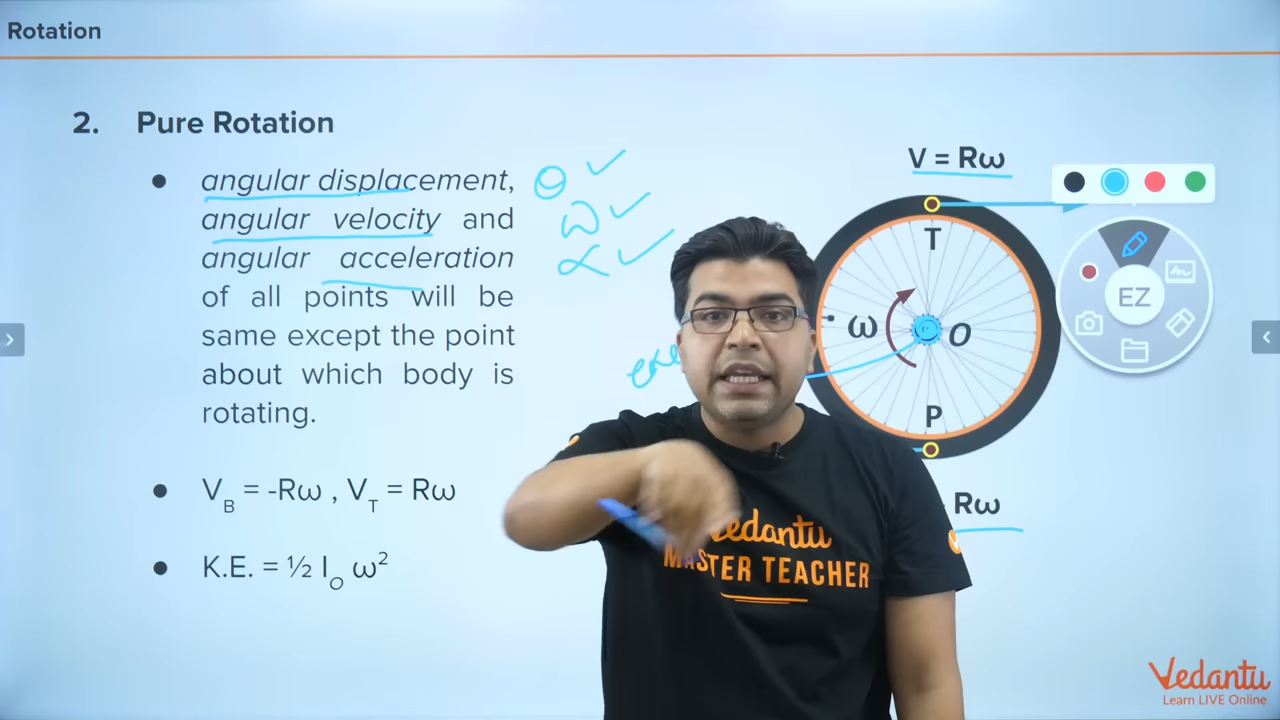 Rotation
2. Pure Rotation
angular displacement,
angular velocity and
angular acceleration
of all points will be
same except the point
about which body is
rotating.
V_B = -Rω , V_T = Rω
K.E. = ½ I_O ω²
θ ✓
ω ✓
α ✓
V = Rω
T
ω
O
P
Rω
EZ
Vedantu
MASTER TEACHER
Vedantu
Learn LIVE Online